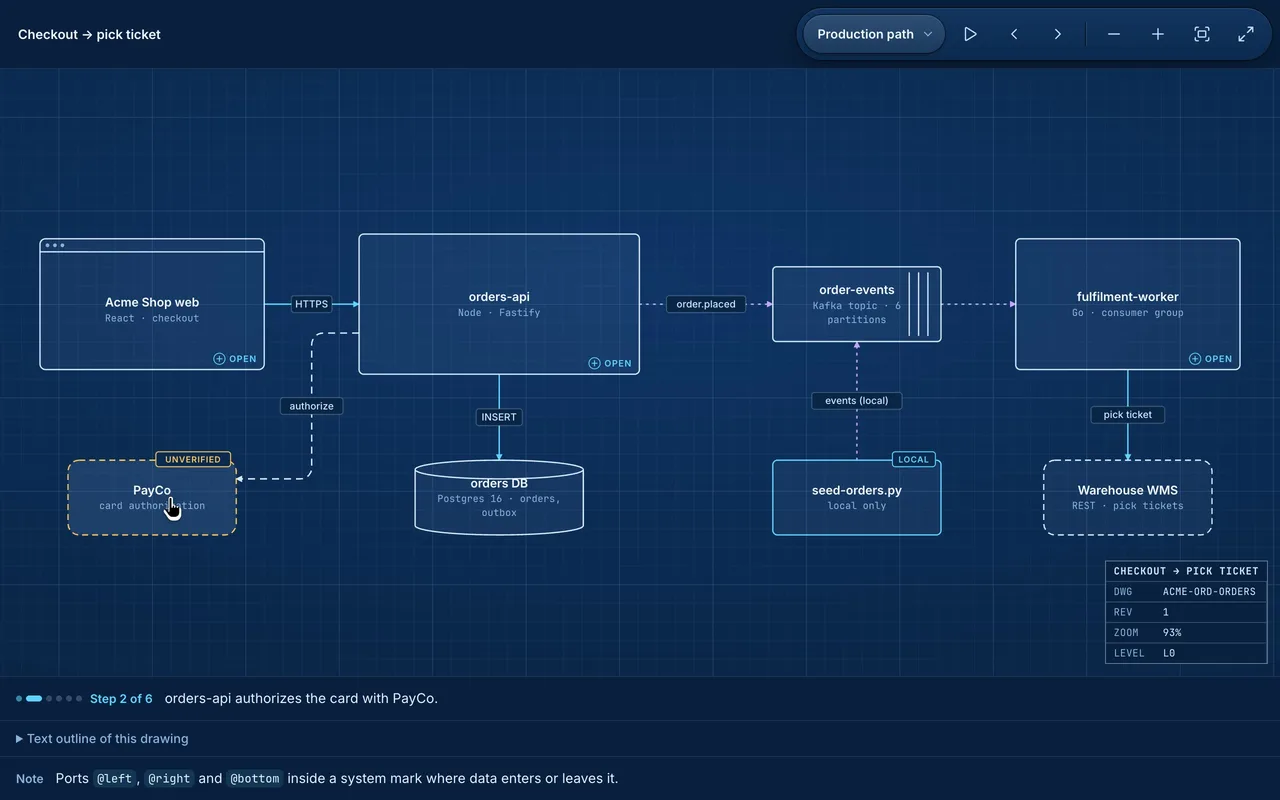 Checkout → pick ticket
Production path
Acme Shop web
React · checkout
OPEN
HTTPS
orders-api
Node · Fastify
OPEN
order.placed
order-events
Kafka topic · 6
partitions
fulfilment-worker
Go · consumer group
OPEN
authorize
INSERT
events (local)
pick ticket
UNVERIFIED
PayCo
card authorization
orders DB
Postgres 16 · orders,
outbox
LOCAL
seed-orders.py
local only
Warehouse WMS
REST · pick tickets
CHECKOUT → PICK TICKET
DWG ACME-ORD-ORDERS
REV 1
ZOOM 93%
LEVEL L0
Step 2 of 6 orders-api authorizes the card with PayCo.
Text outline of this drawing
Note Ports @left, @right and @bottom inside a system mark where data enters or leaves it.